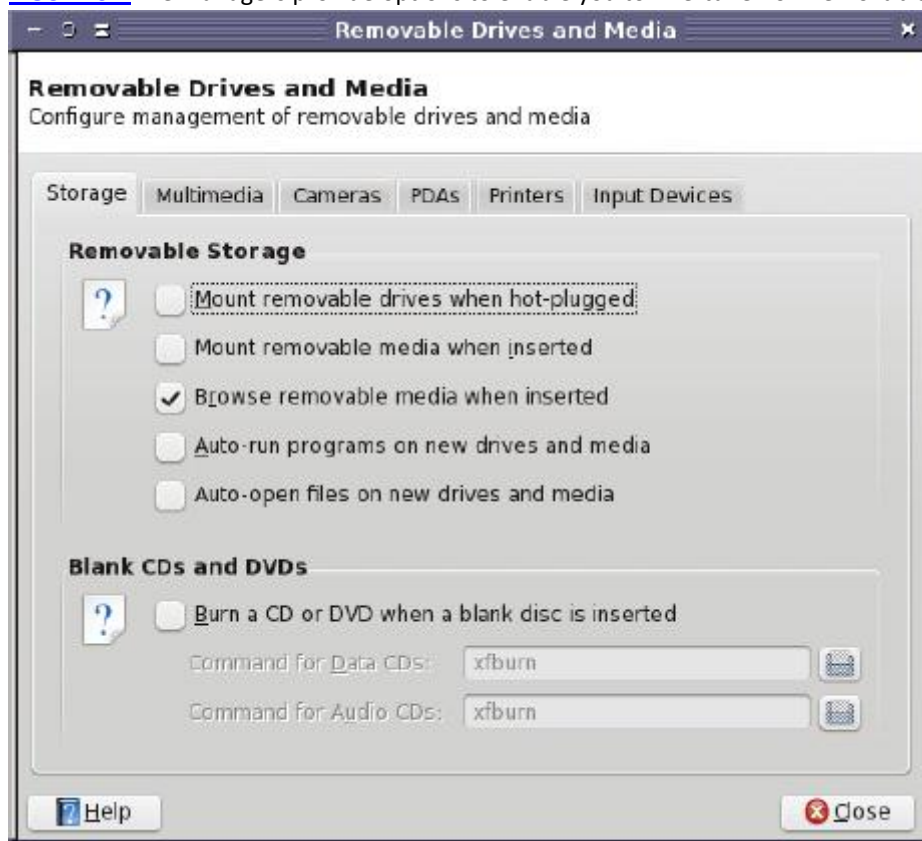 Removable Drives and Media
Removable Drives and Media
Configure management of removable drives and media
Storage Multimedia Cameras PDAs Printers Input Devices
Removable Storage
Mount removable drives when hot-plugged
Mount removable media when inserted
Browse removable media when inserted
Auto-run programs on new drives and media
Auto-open files on new drives and media
Blank CDs and DVDs
Burn a CD or DVD when a blank disc is inserted
Command for Data CDs: xfburn
Command for Audio CDs: xfburn
Help Close